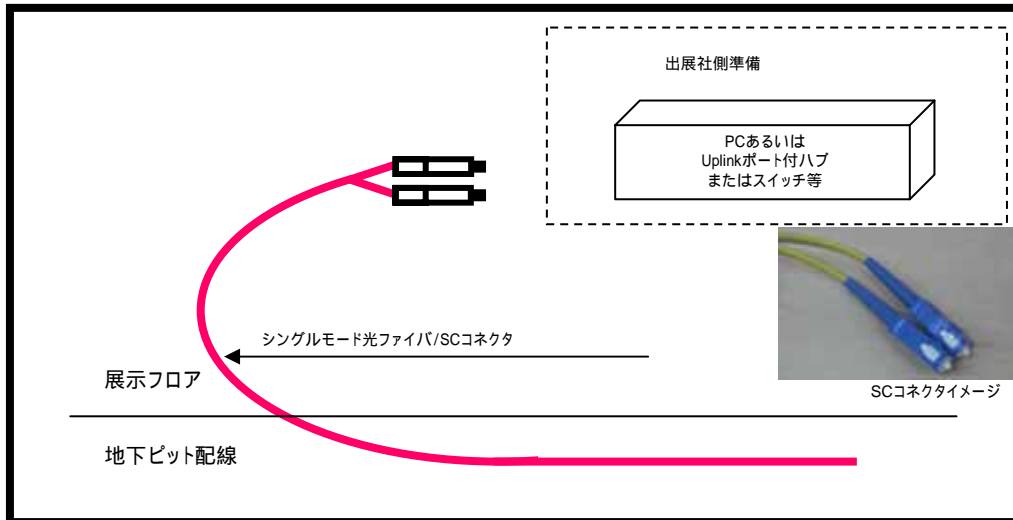 出展社側準備
PCあるいは
Uplinkポート付ハブ
またはスイッチ等
シングルモード光ファイバ/SCコネクタ
展示フロア
SCコネクタイメージ
地下ピット配線